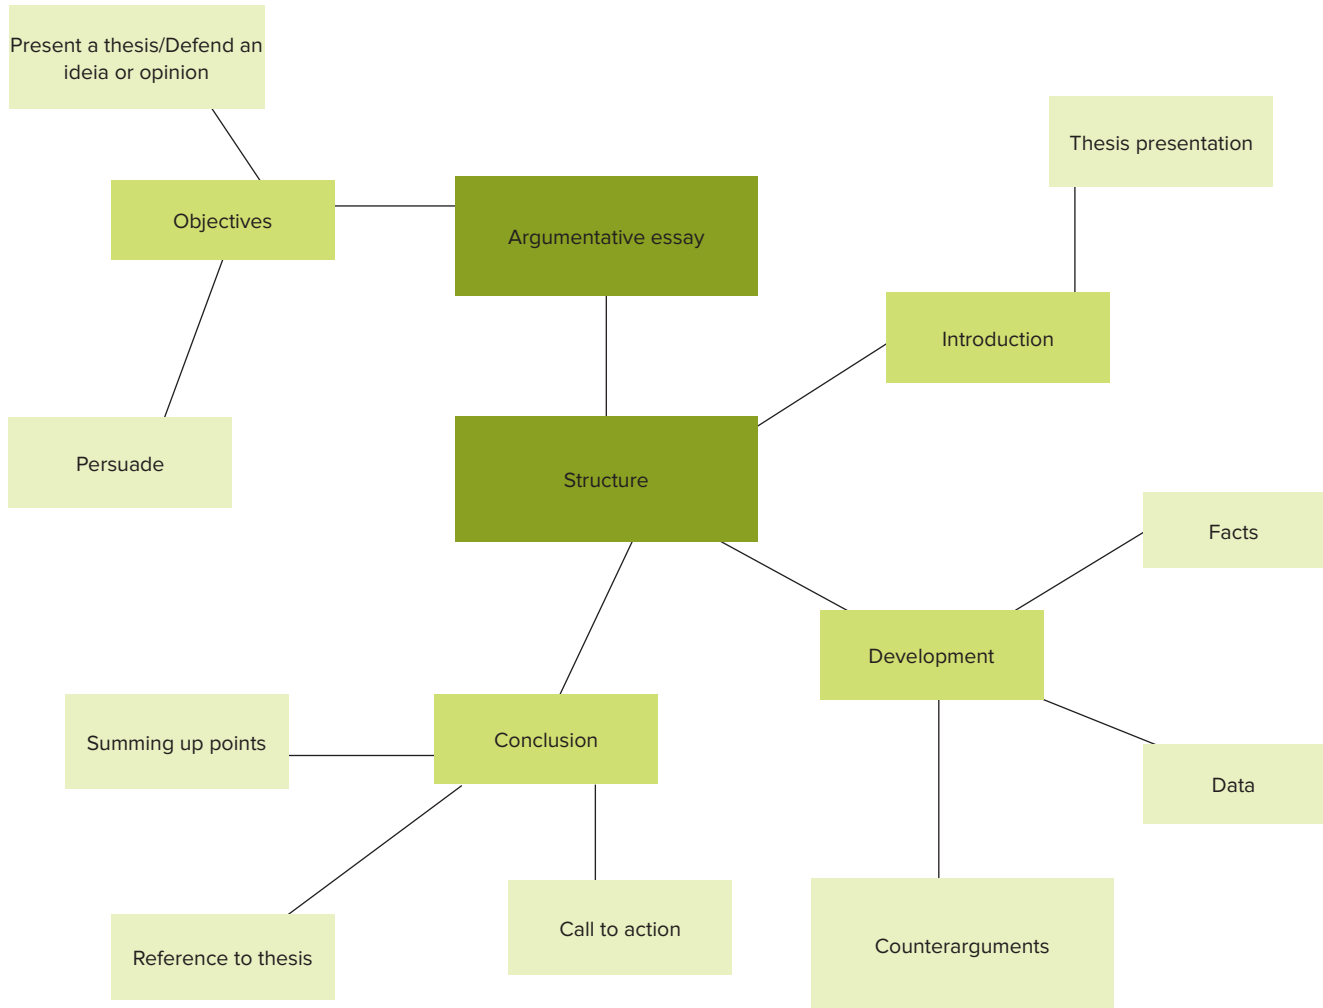 Present a thesis/Defend an
ideia or opinion
Thesis presentation
Objectives
Argumentative essay
Introduction
Persuade
Structure
Facts
Development
Summing up points
Conclusion
Data
Call to action
Counterarguments
Reference to thesis